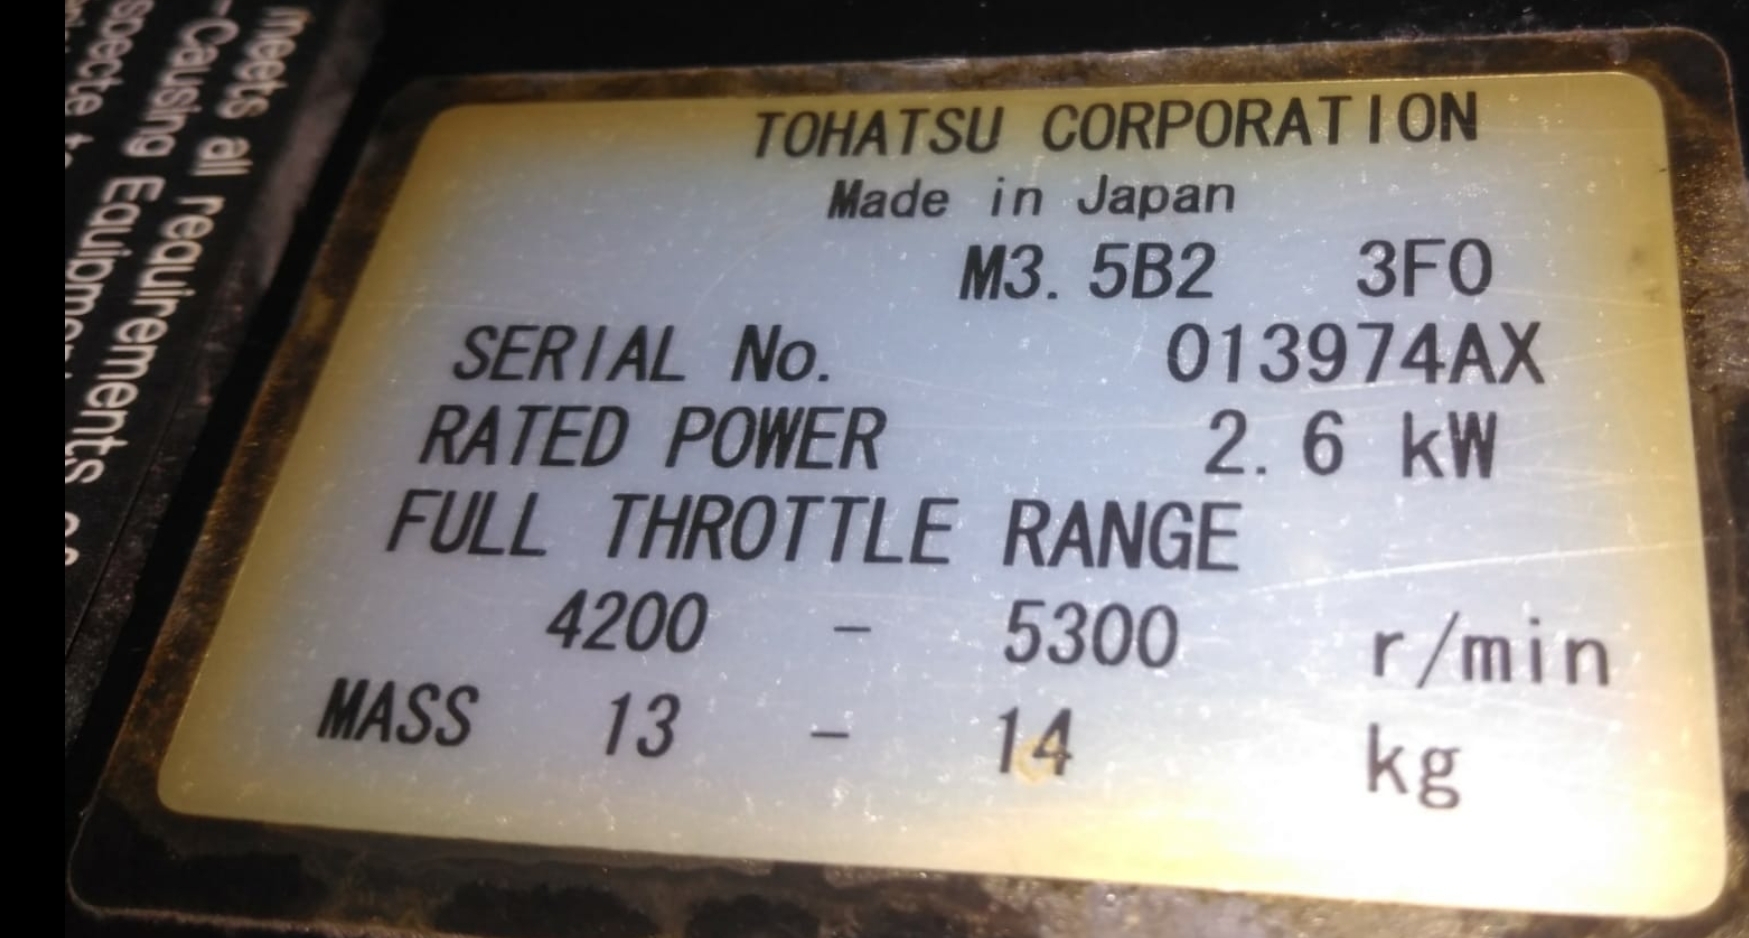 TOHATSU CORPORATION
Made in Japan
M3.5B2 3F0
SERIAL No. 013974AX
RATED POWER 2.6 kW
FULL THROTTLE RANGE
4200 - 5300 r/min
MASS 13 - 14 kg
meets all requirements
-Causing Equipment